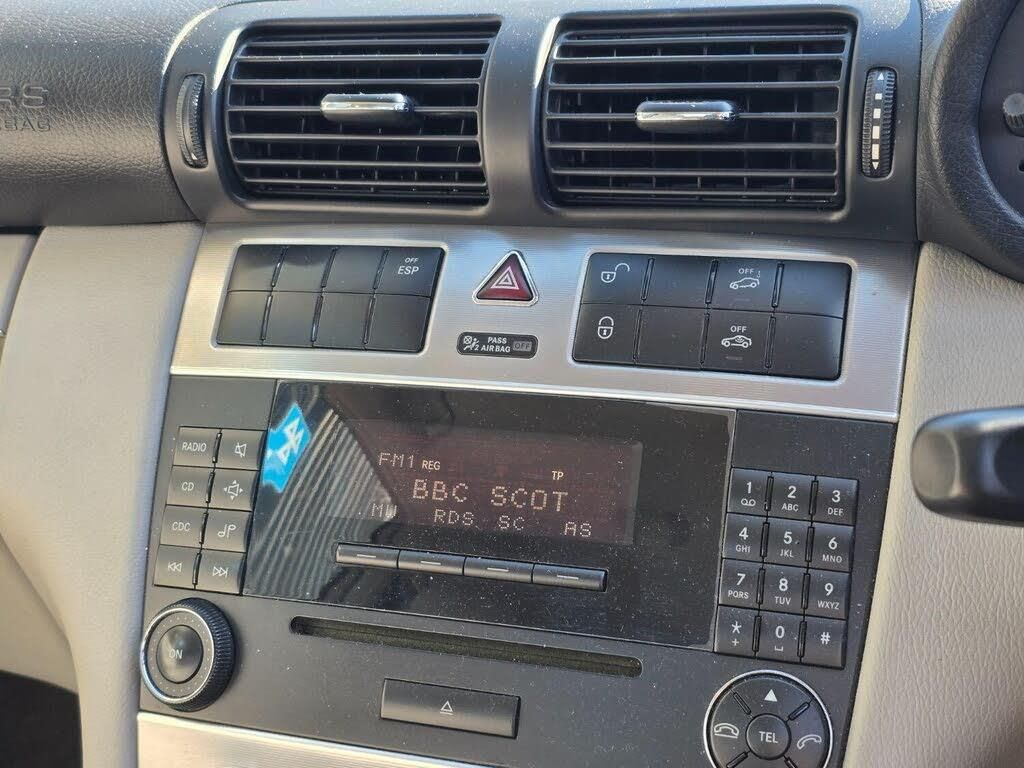 RS
BAG
OFF
ESP
OFF
OFF
PASS
AIR BAG OFF
RADIO
CD
CDC
FM1 REG
TP
BBC SCOT
MW RDS SC AS
1
2 ABC
3 DEF
4 GHI
5 JKL
6 MNO
7 PQRS
8 TUV
9 WXYZ
* +
0
#
ON
TEL